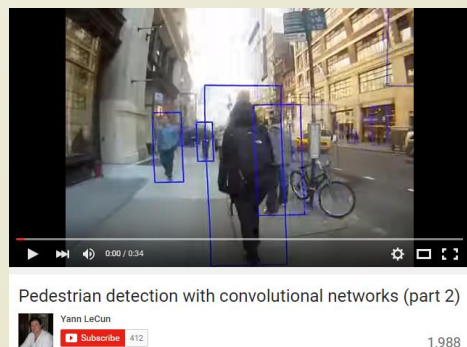 0:00 / 0:34
Pedestrian detection with convolutional networks (part 2)
Yann LeCun
Subscribe 412
1,988